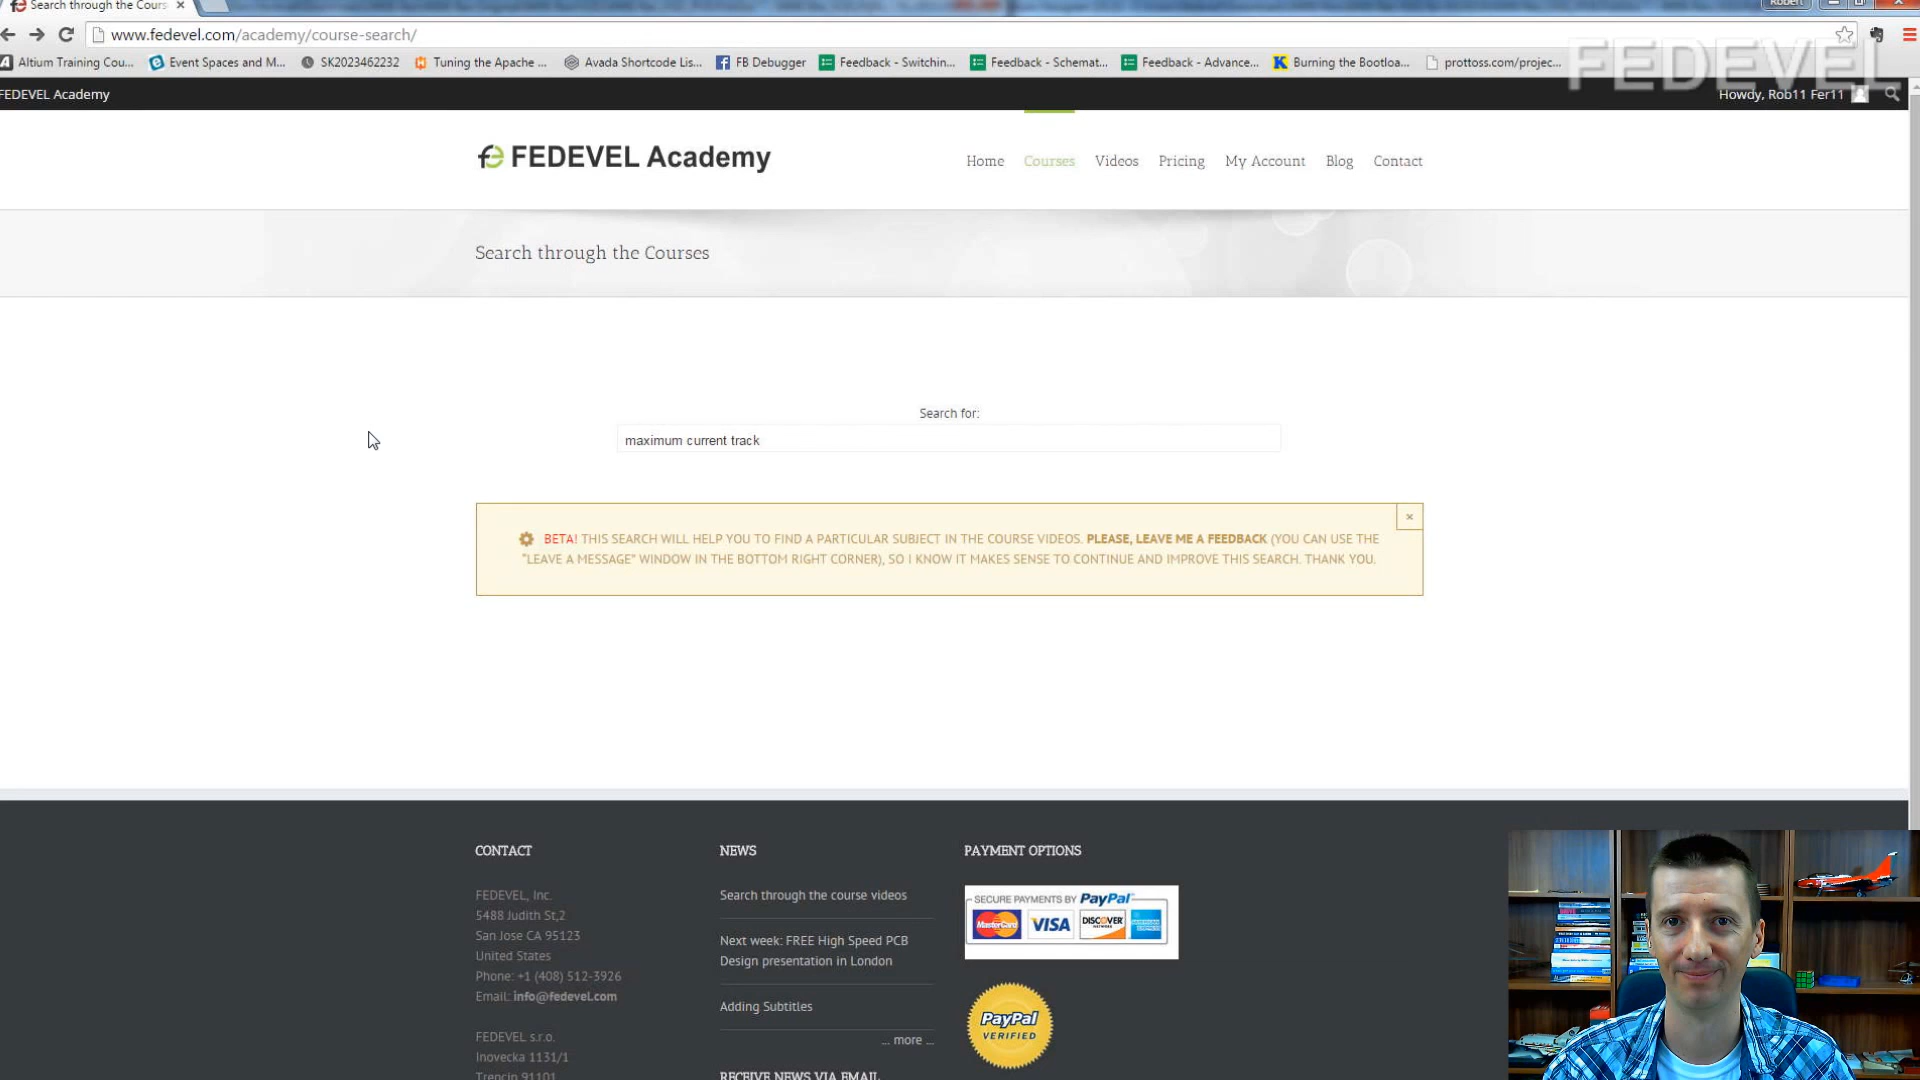 Search through the Cours
Robert
www.fedevel.com/academy/course-search/
Altium Training Cou...
Event Spaces and M...
SK2023462232
Tuning the Apache ...
Avada Shortcode Lis...
FB Debugger
Feedback - Switchin...
Feedback - Schemat...
Feedback - Advance...
Burning the Bootloa...
prottoss.com/projec...
FEDEVEL
FEDEVEL Academy
Howdy, Rob11 Fer11
FEDEVEL Academy
Home
Courses
Videos
Pricing
My Account
Blog
Contact
Search through the Courses
Search for:
maximum current track
BETA! THIS SEARCH WILL HELP YOU TO FIND A PARTICULAR SUBJECT IN THE COURSE VIDEOS. PLEASE, LEAVE ME A FEEDBACK (YOU CAN USE THE
"LEAVE A MESSAGE" WINDOW IN THE BOTTOM RIGHT CORNER), SO I KNOW IT MAKES SENSE TO CONTINUE AND IMPROVE THIS SEARCH. THANK YOU.
CONTACT
FEDEVEL, Inc.
5488 Judith St,2
San Jose CA 95123
United States
Phone: +1 (408) 512-3926
Email: info@fedevel.com
FEDEVEL s.r.o.
Inovecka 1131/1
Trencin 91101
NEWS
Search through the course videos
Next week: FREE High Speed PCB
Design presentation in London
Adding Subtitles
... more ...
RECEIVE NEWS VIA EMAIL
PAYMENT OPTIONS
SECURE PAYMENTS BY PayPal
MasterCard
VISA
DISCOVER
PayPal
VERIFIED